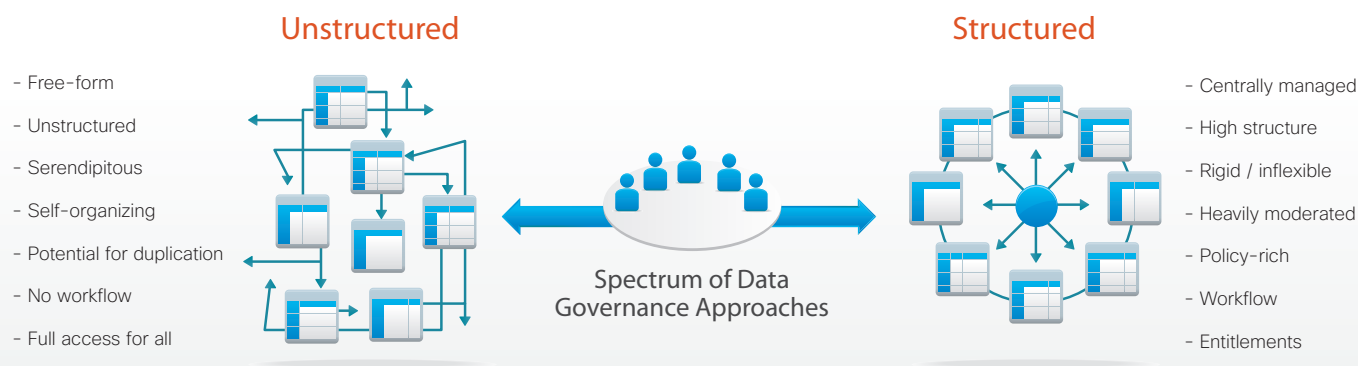 Unstructured
- Free-form
- Unstructured
- Serendipitous
- Self-organizing
- Potential for duplication
- No workflow
- Full access for all
Spectrum of Data
Governance Approaches
Structured
- Centrally managed
- High structure
- Rigid / inflexible
- Heavily moderated
- Policy-rich
- Workflow
- Entitlements